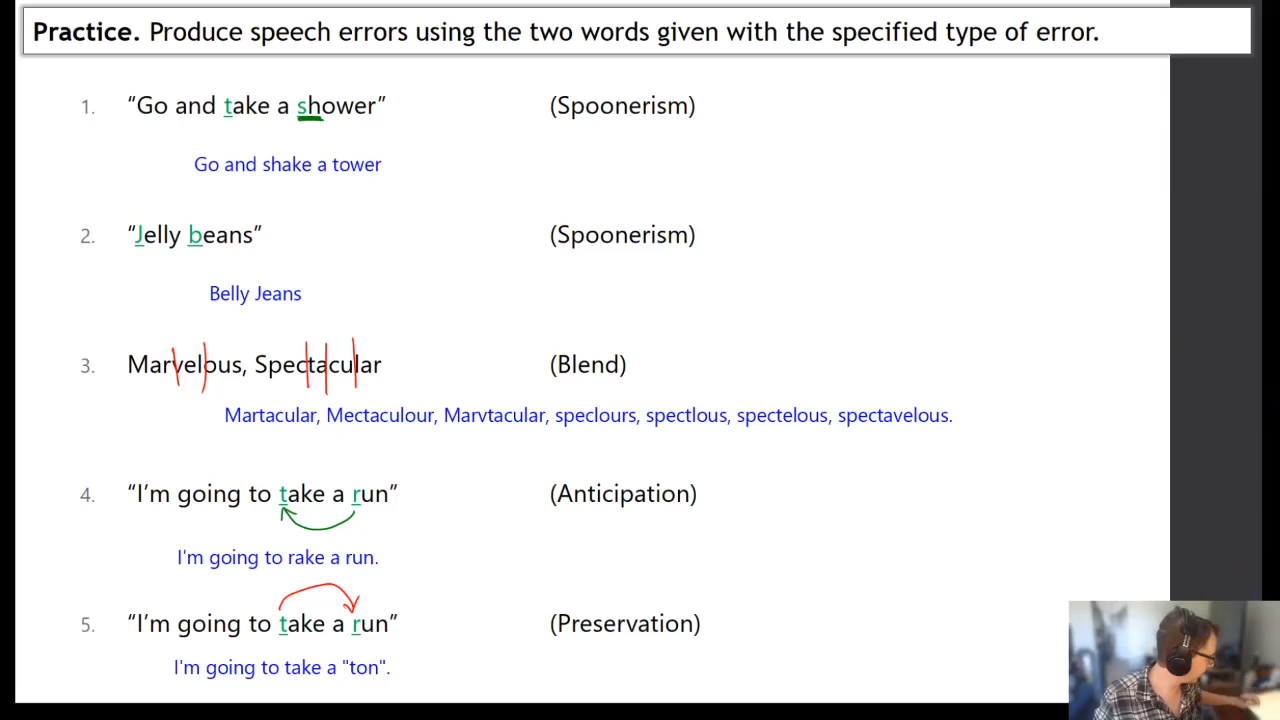 Practice. Produce speech errors using the two words given with the specified type of error.
1. “Go and take a shower” (Spoonerism)
Go and shake a tower
2. “Jelly beans” (Spoonerism)
Belly Jeans
3. Marvelous, Spectacular (Blend)
Martacular, Mectaculour, Marvtacular, speclours, spectlous, spectelous, spectavelous.
4. “I’m going to take a run” (Anticipation)
I'm going to rake a run.
5. “I’m going to take a run” (Preservation)
I'm going to take a "ton".